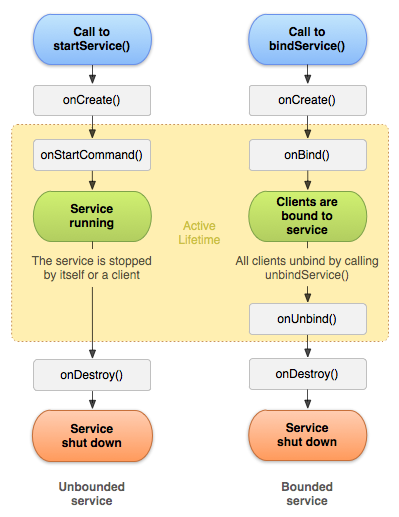 Call to
startService()
onCreate()
onStartCommand()
Service
running
The service is stopped
by itself or a client
onDestroy()
Service
shut down
Unbounded
service
Active
Lifetime
Call to
bindService()
onCreate()
onBind()
Clients are
bound to
service
All clients unbind by calling
unbindService()
onUnbind()
onDestroy()
Service
shut down
Bounded
service